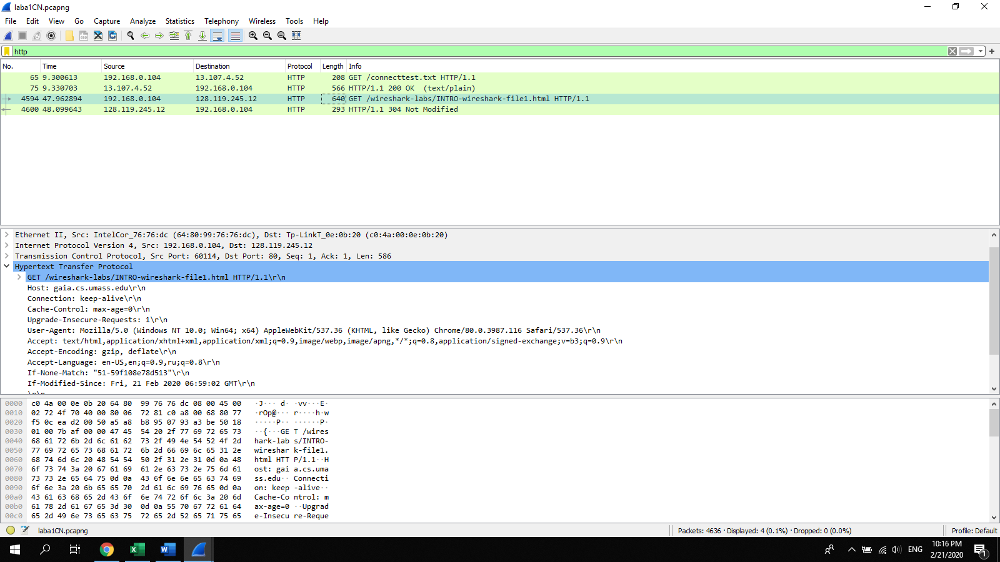 laba1CN.pcapng
File Edit View Go Capture Analyze Statistics Telephony Wireless Tools Help
http
No. Time Source Destination Protocol Length Info
65 9.300613 192.168.0.104 13.107.4.52 HTTP 208 GET /connecttest.txt HTTP/1.1
75 9.330703 13.107.4.52 192.168.0.104 HTTP 566 HTTP/1.1 200 OK (text/plain)
4594 47.962894 192.168.0.104 128.119.245.12 HTTP 640 GET /wireshark-labs/INTRO-wireshark-file1.html HTTP/1.1
4600 48.099643 128.119.245.12 192.168.0.104 HTTP 293 HTTP/1.1 304 Not Modified
Ethernet II, Src: IntelCor_76:76:dc (64:80:99:76:76:dc), Dst: Tp-LinkT_0e:0b:20 (c0:4a:00:0e:0b:20)
Internet Protocol Version 4, Src: 192.168.0.104, Dst: 128.119.245.12
Transmission Control Protocol, Src Port: 60114, Dst Port: 80, Seq: 1, Ack: 1, Len: 586
Hypertext Transfer Protocol
GET /wireshark-labs/INTRO-wireshark-file1.html HTTP/1.1\r\n
Host: gaia.cs.umass.edu\r\n
Connection: keep-alive\r\n
Cache-Control: max-age=0\r\n
Upgrade-Insecure-Requests: 1\r\n
User-Agent: Mozilla/5.0 (Windows NT 10.0; Win64; x64) AppleWebKit/537.36 (KHTML, like Gecko) Chrome/80.0.3987.116 Safari/537.36\r\n
Accept: text/html,application/xhtml+xml,application/xml;q=0.9,image/webp,image/apng,*/*;q=0.8,application/signed-exchange;v=b3;q=0.9\r\n
Accept-Encoding: gzip, deflate\r\n
Accept-Language: en-US,en;q=0.9,ru;q=0.8\r\n
If-None-Match: "51-59f108e78d513"\r\n
If-Modified-Since: Fri, 21 Feb 2020 06:59:02 GMT\r\n
\r\n
0000 c0 4a 00 0e 0b 20 64 80 99 76 76 dc 08 00 45 00 ·J··· d· ·vv···E·
0010 02 72 4f 70 40 00 80 06 72 81 c0 a8 00 68 80 77 ·rOp@··· r····h·w
0020 f5 0c ea d2 00 50 a5 a8 b8 95 07 93 a3 be 50 18 ·····P·· ······P·
0030 01 00 7b af 00 00 47 45 54 20 2f 77 69 72 65 73 ··{···GE T /wires
0040 68 61 72 6b 2d 6c 61 62 73 2f 49 4e 54 52 4f 2d hark-lab s/INTRO-
0050 77 69 72 65 73 68 61 72 6b 2d 66 69 6c 65 31 2e wireshar k-file1.
0060 68 74 6d 6c 20 48 54 54 50 2f 31 2e 31 0d 0a 48 html HTT P/1.1··H
0070 6f 73 74 3a 20 67 61 69 61 2e 63 73 2e 75 6d 61 ost: gai a.cs.uma
0080 73 73 2e 65 64 75 0d 0a 43 6f 6e 6e 65 63 74 69 ss.edu·· Connecti
0090 6f 6e 3a 20 6b 65 65 70 2d 61 6c 69 76 65 0d 0a on: keep -alive··
00a0 43 61 63 68 65 2d 43 6f 6e 74 72 6f 6c 3a 20 6d Cache-Co ntrol: m
00b0 61 78 2d 61 67 65 3d 30 0d 0a 55 70 67 72 61 64 ax-age=0 ··Upgrad
00c0 65 2d 49 6e 73 65 63 75 72 65 2d 52 65 71 75 65 e-Insecu re-Reque
laba1CN.pcapng Packets: 4636 · Displayed: 4 (0.1%) · Dropped: 0 (0.0%) Profile: Default
ENG 10:16 PM
2/21/2020 1